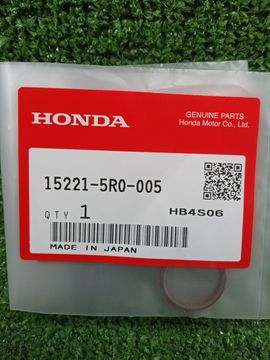 GENUINE PARTS
HONDA
Honda Motor Co., Ltd.
15221-5R0-005
QTY 1
HB4S06
MADE IN JAPAN